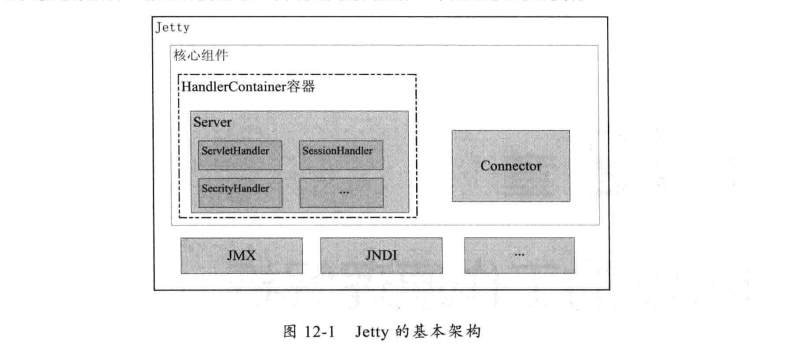 Jetty
核心组件
HandlerContainer容器
Server
ServletHandler
SessionHandler
SecrityHandler
...
Connector
JMX
JNDI
...
图 12-1 Jetty 的基本架构